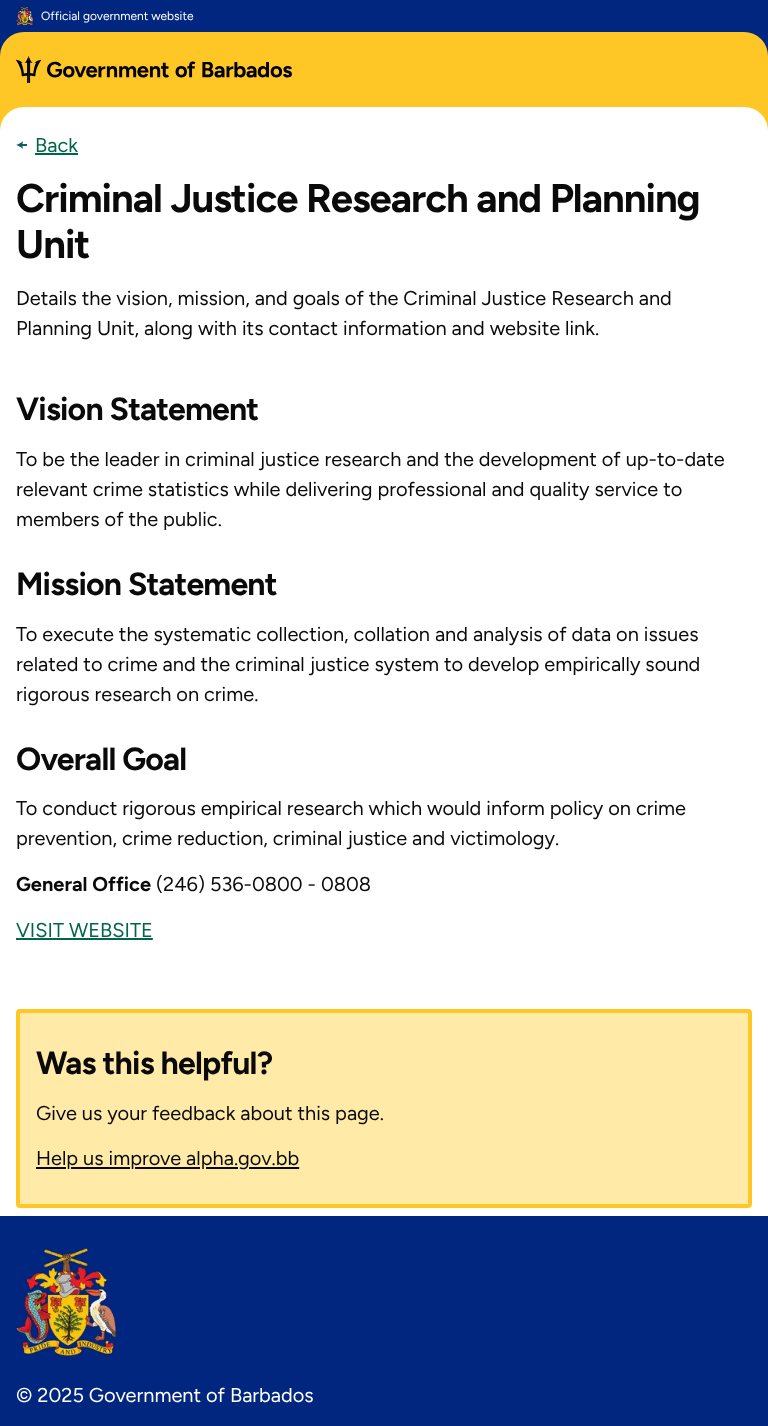 Official government website
Government of Barbados
Back
Criminal Justice Research and Planning
Unit
Details the vision, mission, and goals of the Criminal Justice Research and
Planning Unit, along with its contact information and website link.
Vision Statement
To be the leader in criminal justice research and the development of up-to-date
relevant crime statistics while delivering professional and quality service to
members of the public.
Mission Statement
To execute the systematic collection, collation and analysis of data on issues
related to crime and the criminal justice system to develop empirically sound
rigorous research on crime.
Overall Goal
To conduct rigorous empirical research which would inform policy on crime
prevention, crime reduction, criminal justice and victimology.
General Office (246) 536-0800 - 0808
VISIT WEBSITE
Was this helpful?
Give us your feedback about this page.
Help us improve alpha.gov.bb
PRIDE AND INDUSTRY
© 2025 Government of Barbados